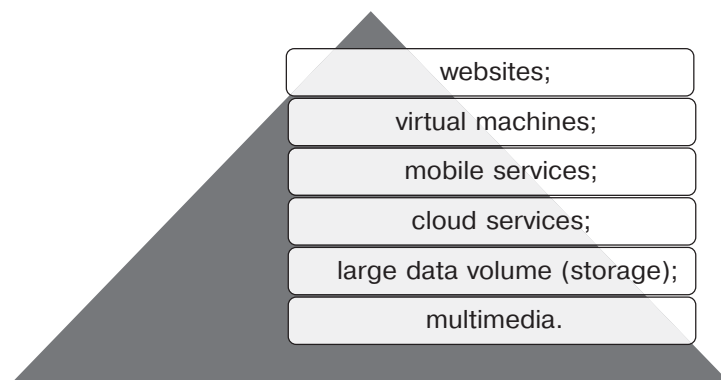 websites;
virtual machines;
mobile services;
cloud services;
large data volume (storage);
multimedia.